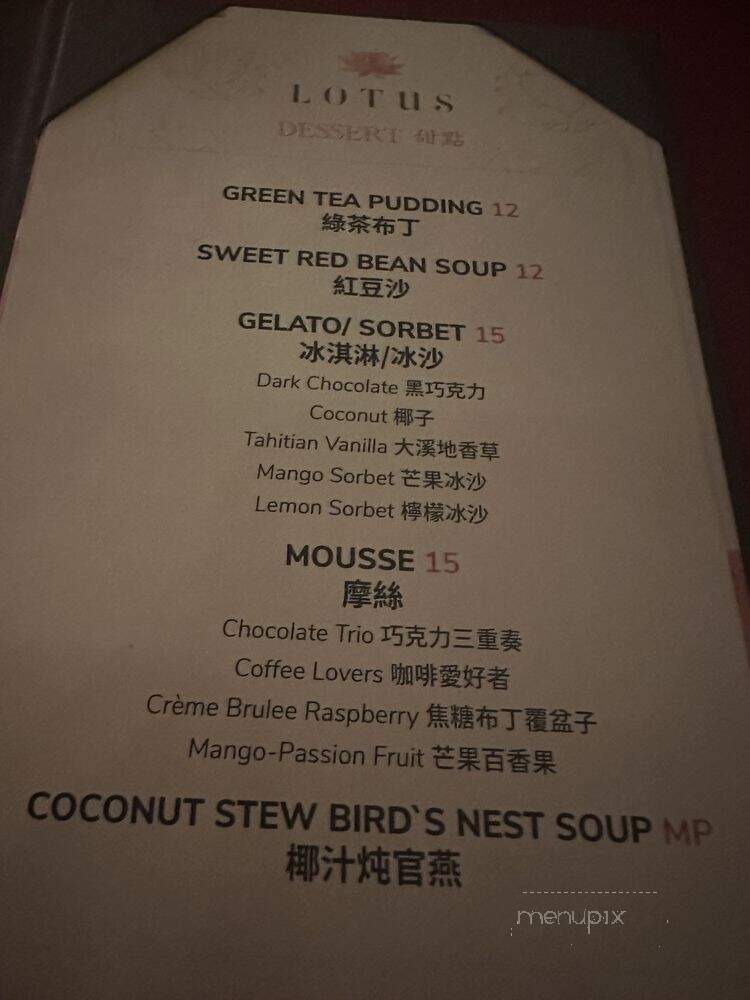 LOTUS
DESSERT 甜點
GREEN TEA PUDDING 12
綠茶布丁
SWEET RED BEAN SOUP 12
紅豆沙
GELATO/ SORBET 15
冰淇淋/冰沙
Dark Chocolate 黑巧克力
Coconut 椰子
Tahitian Vanilla 大溪地香草
Mango Sorbet 芒果冰沙
Lemon Sorbet 檸檬冰沙
MOUSSE 15
摩絲
Chocolate Trio 巧克力三重奏
Coffee Lovers 咖啡愛好者
Crème Brulee Raspberry 焦糖布丁覆盆子
Mango-Passion Fruit 芒果百香果
COCONUT STEW BIRD`S NEST SOUP MP
椰汁炖官燕
menupix